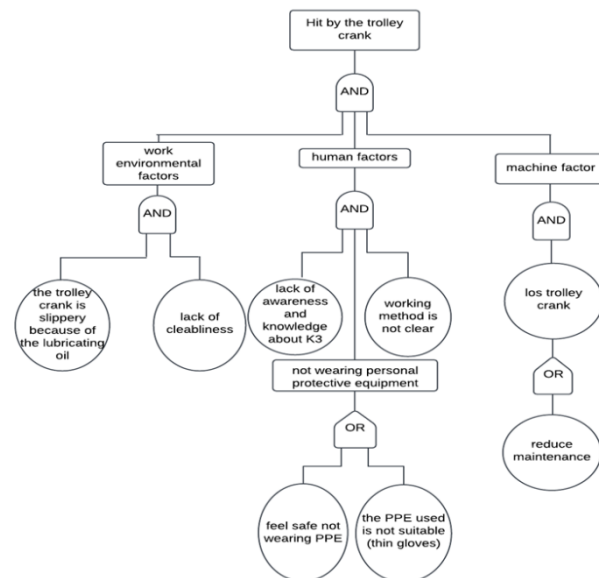 Hit by the trolley
crank
AND
work
environmental
factors
human factors
machine factor
AND
AND
AND
the trolley
crank is
slippery
because of
the lubricating
oil
lack of
cleabliness
lack of
awareness
and
knowledge
about K3
working
method is
not clear
los trolley
crank
not wearing personal
protective equipment
OR
OR
reduce
maintenance
feel safe not
wearing PPE
the PPE used
is not suitable
(thin gloves)